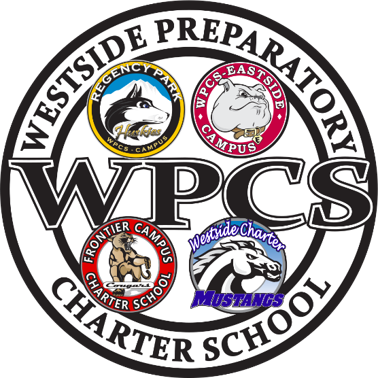 WESTSIDE PREPARATORY
REGENCY PARK
Huskies
WPCS - CAMPUS
WPCS-EASTSIDE
CAMPUS
WPCS
FRONTIER CAMPUS
Cougars
CHARTER SCHOOL
Westside Charter
MUSTANGS
CHARTER SCHOOL